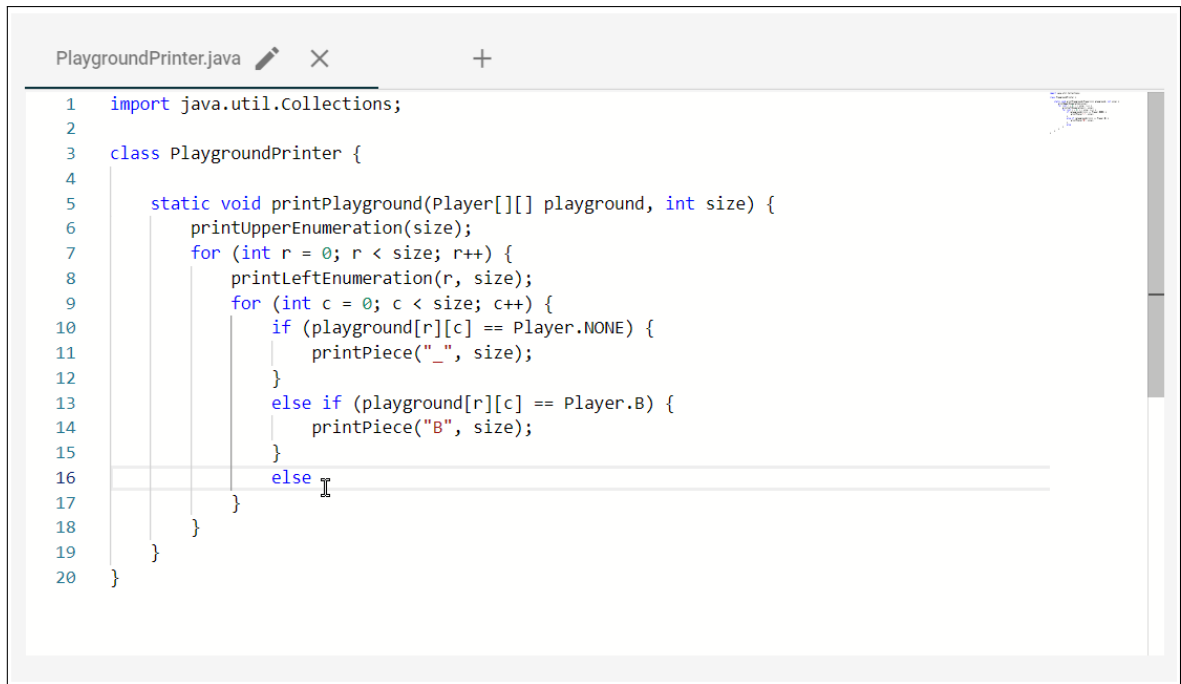 PlaygroundPrinter.java
1 import java.util.Collections;
2
3 class PlaygroundPrinter {
4
5     static void printPlayground(Player[][] playground, int size) {
6         printUpperEnumeration(size);
7         for (int r = 0; r < size; r++) {
8             printLeftEnumeration(r, size);
9             for (int c = 0; c < size; c++) {
10                 if (playground[r][c] == Player.NONE) {
11                     printPiece("_", size);
12                 }
13                 else if (playground[r][c] == Player.B) {
14                     printPiece("B", size);
15                 }
16                 else
17             }
18         }
19     }
20 }